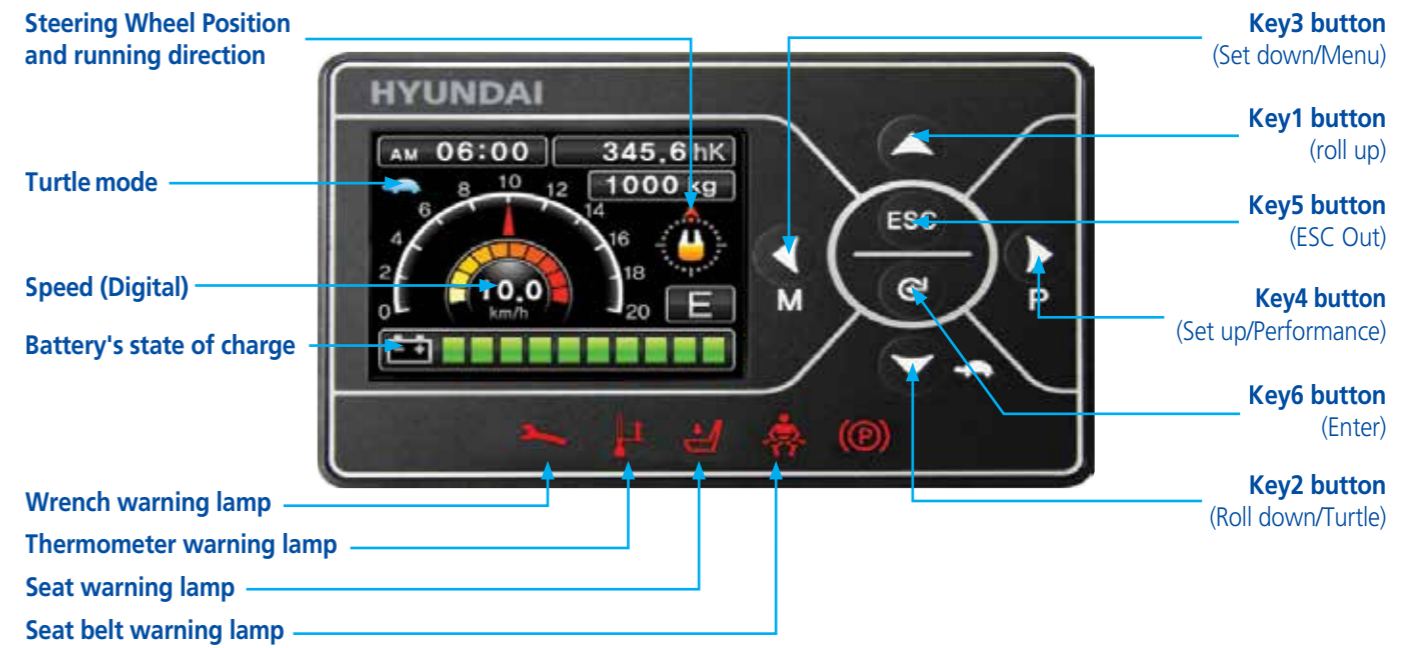 Steering Wheel Position
and running direction
Turtle mode
Speed (Digital)
Battery's state of charge
Wrench warning lamp
Thermometer warning lamp
Seat warning lamp
Seat belt warning lamp
HYUNDAI
AM 06:00
345.6 hK
1000 kg
0
2
4
6
8
10
12
14
16
18
20
10.0
km/h
E
- +
M
ESC
P
(P)
Key3 button
(Set down/Menu)
Key1 button
(roll up)
Key5 button
(ESC Out)
Key4 button
(Set up/Performance)
Key6 button
(Enter)
Key2 button
(Roll down/Turtle)